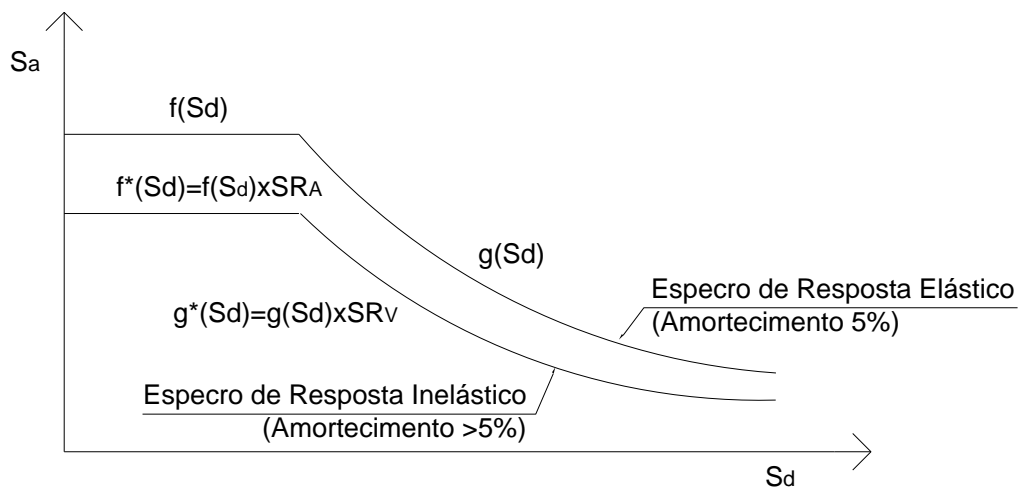 Sa
f(Sd)
f*(Sd)=f(Sd)xSRA
g(Sd)
g*(Sd)=g(Sd)xSRV
Especro de Resposta Elástico
(Amortecimento 5%)
Especro de Resposta Inelástico
(Amortecimento >5%)
Sd